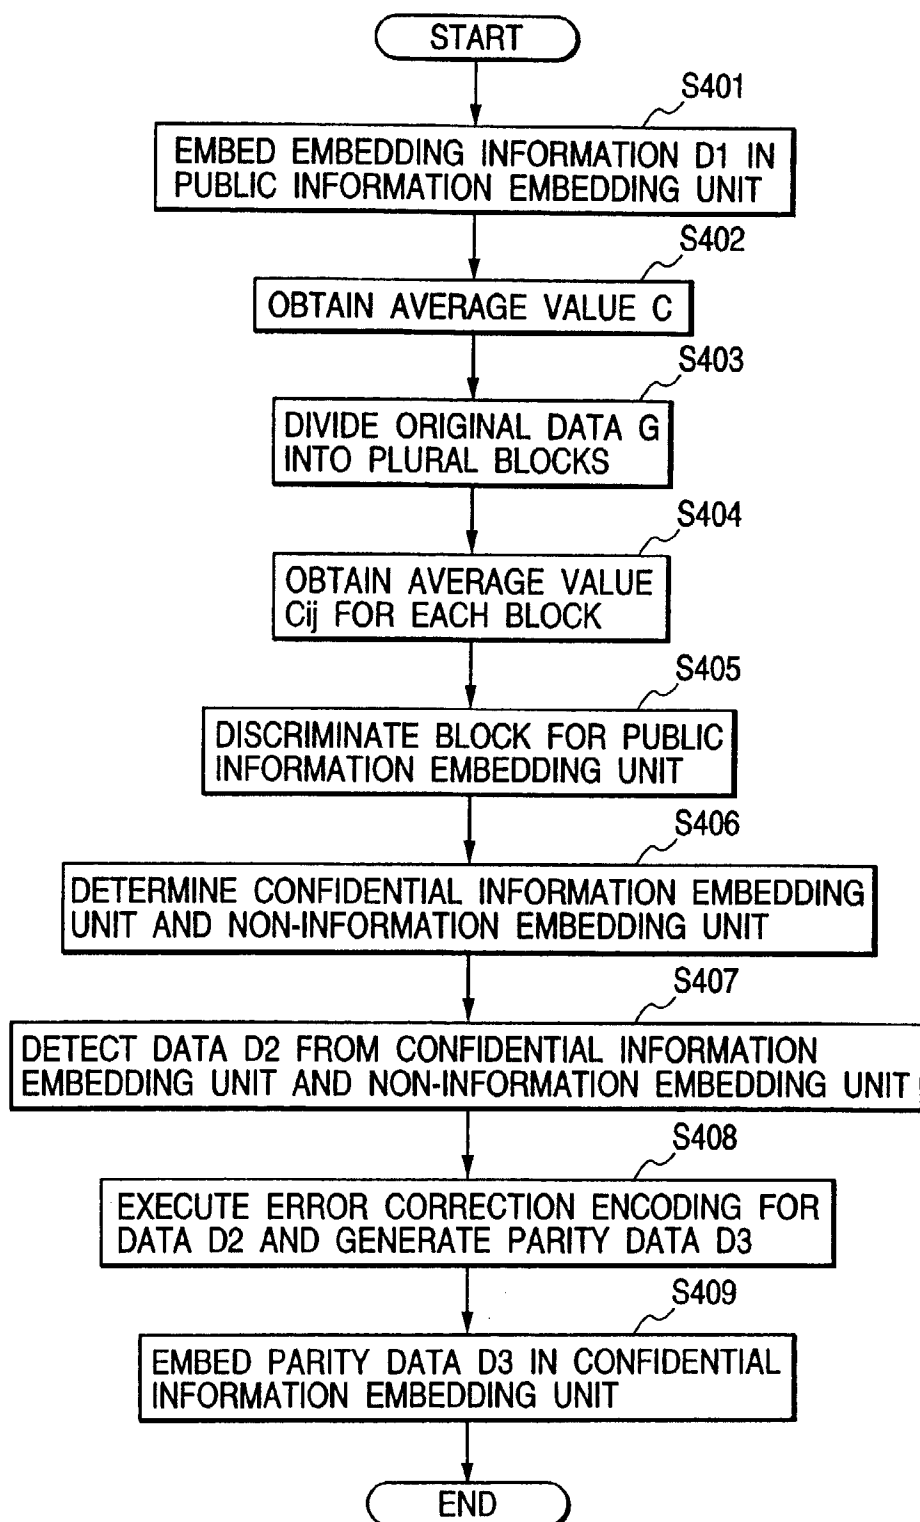 START
S401
EMBED EMBEDDING INFORMATION D1 IN
PUBLIC INFORMATION EMBEDDING UNIT
S402
OBTAIN AVERAGE VALUE C
S403
DIVIDE ORIGINAL DATA G
INTO PLURAL BLOCKS
S404
OBTAIN AVERAGE VALUE
Cij FOR EACH BLOCK
S405
DISCRIMINATE BLOCK FOR PUBLIC
INFORMATION EMBEDDING UNIT
S406
DETERMINE CONFIDENTIAL INFORMATION EMBEDDING
UNIT AND NON-INFORMATION EMBEDDING UNIT
S407
DETECT DATA D2 FROM CONFIDENTIAL INFORMATION
EMBEDDING UNIT AND NON-INFORMATION EMBEDDING UNIT
S408
EXECUTE ERROR CORRECTION ENCODING FOR
DATA D2 AND GENERATE PARITY DATA D3
S409
EMBED PARITY DATA D3 IN CONFIDENTIAL
INFORMATION EMBEDDING UNIT
END